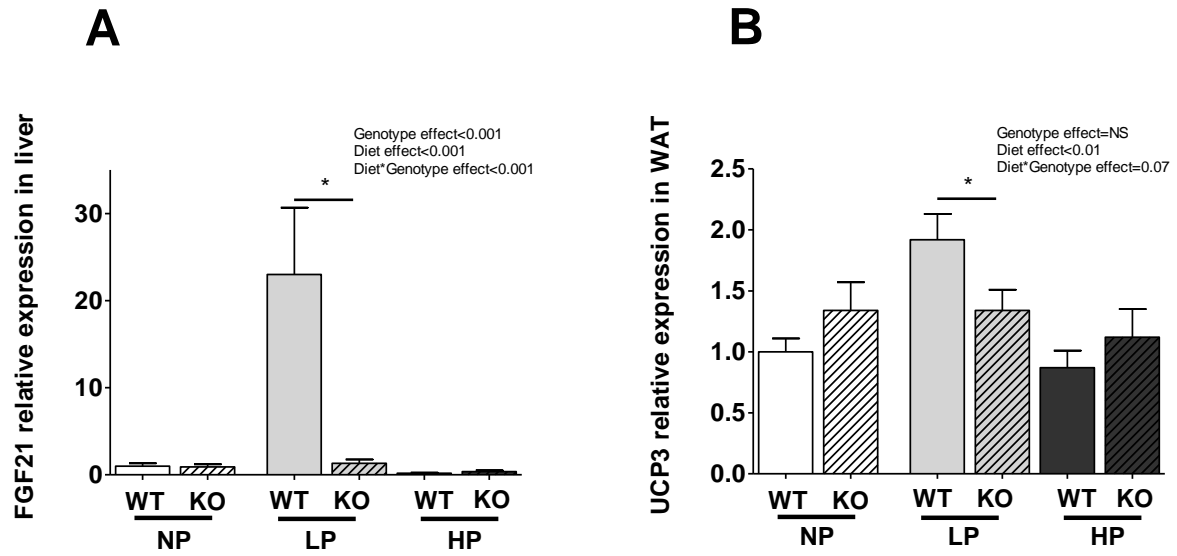 A
FGF21 relative expression in liver
Genotype effect<0.001
Diet effect<0.001
Diet*Genotype effect<0.001
*
30
20
10
0
WT KO WT KO WT KO
NP LP HP
B
UCP3 relative expression in WAT
Genotype effect=NS
Diet effect<0.01
Diet*Genotype effect=0.07
*
2.5
2.0
1.5
1.0
0.5
0.0
WT KO WT KO WT KO
NP LP HP